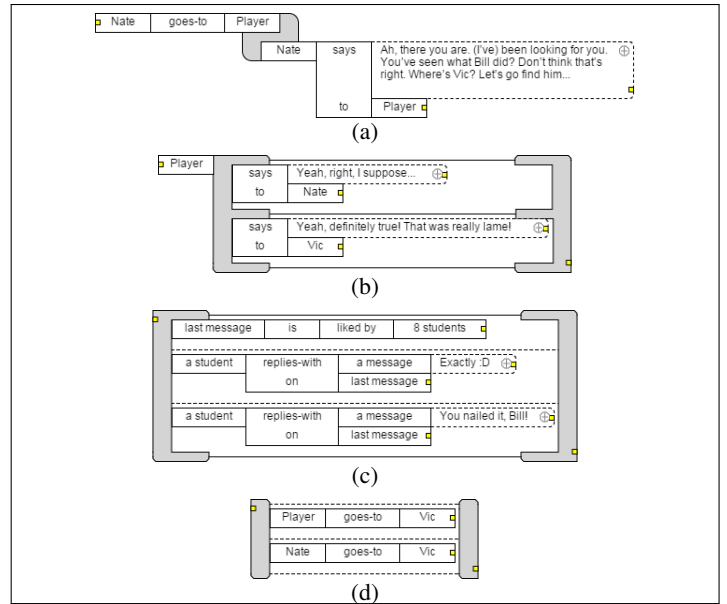 Nate goes-to Player
Nate says Ah, there you are. (I've) been looking for you.
You've seen what Bill did? Don't think that's
right. Where's Vic? Let's go find him...
to Player
(a)
Player
says Yeah, right, I suppose...
to Nate
says Yeah, definitely true! That was really lame!
to Vic
(b)
last message is liked by 8 students
a student replies-with a message Exactly :D
on last message
a student replies-with a message You nailed it, Bill!
on last message
(c)
Player goes-to Vic
Nate goes-to Vic
(d)